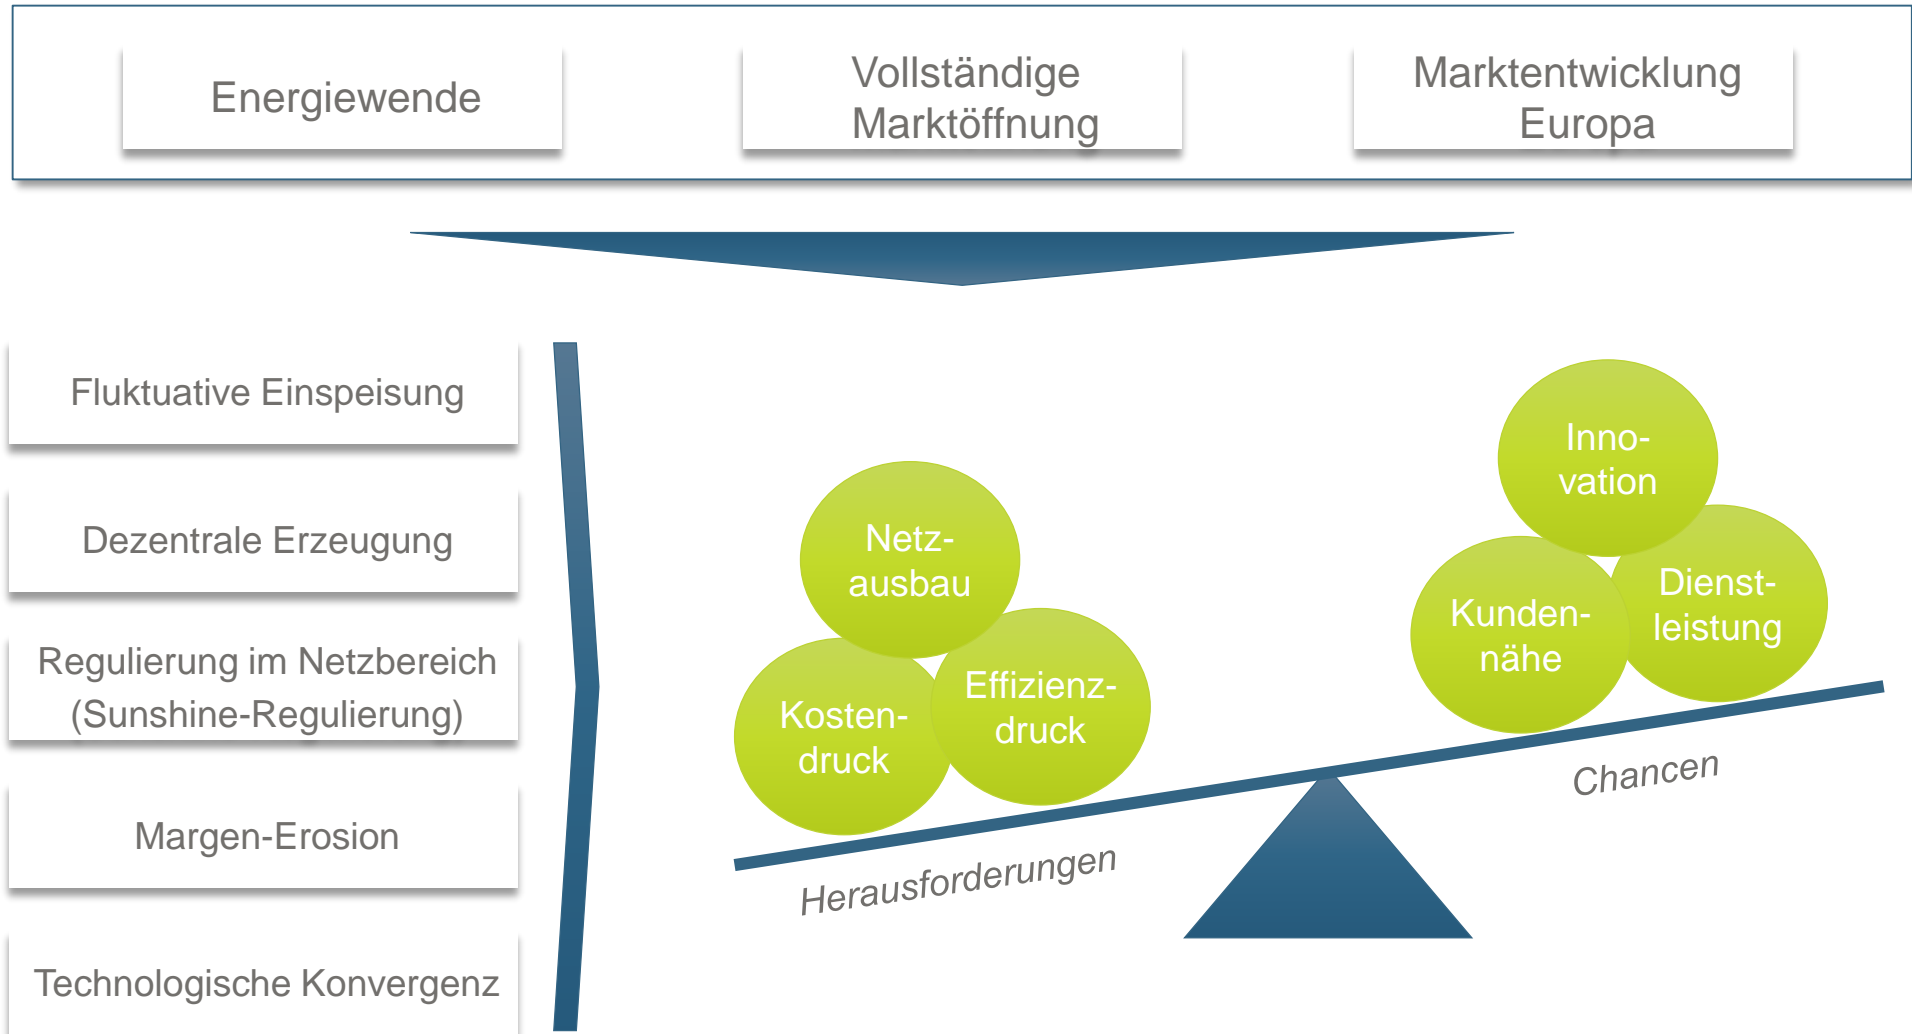 Energiewende
Vollständige
Marktöffnung
Marktentwicklung
Europa
Fluktuative Einspeisung
Dezentrale Erzeugung
Regulierung im Netzbereich
(Sunshine-Regulierung)
Margen-Erosion
Technologische Konvergenz
Netz-
ausbau
Kosten-
druck
Effizienz-
druck
Herausforderungen
Inno-
vation
Kunden-
nähe
Dienst-
leistung
Chancen